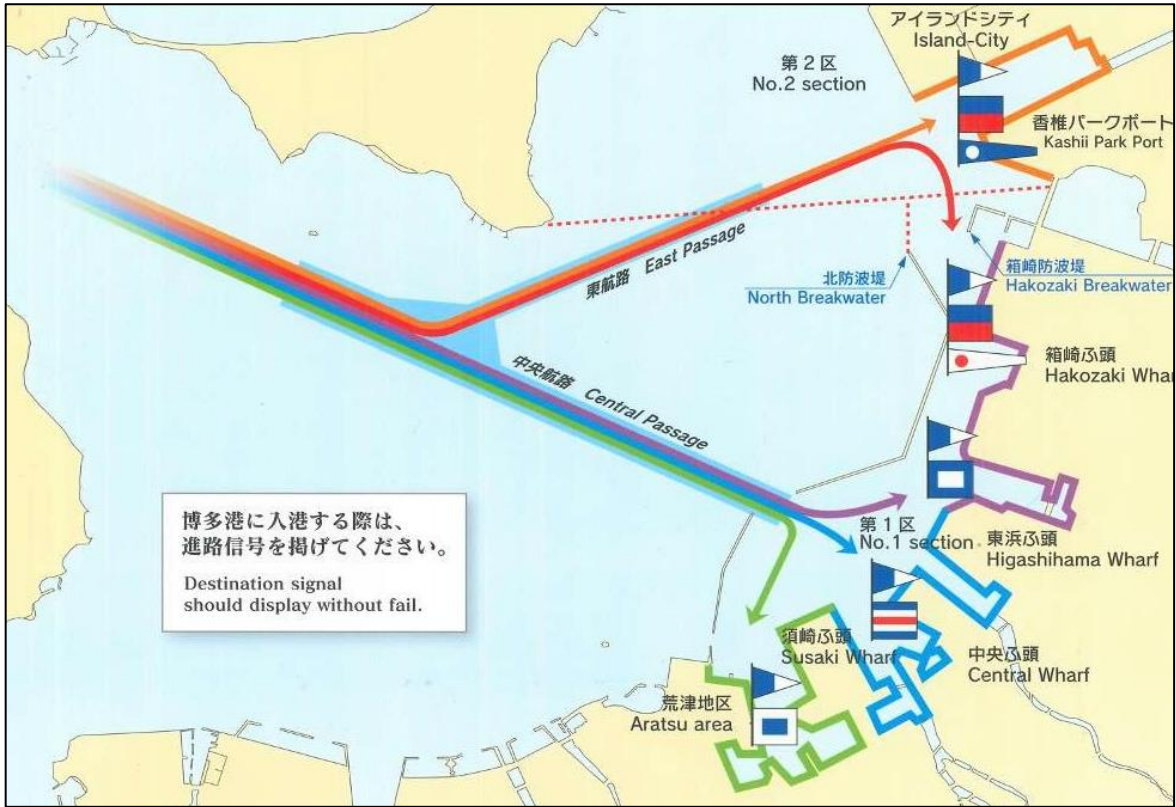 アイランドシティ
Island-City
第2区
No.2 section
香椎パークポート
Kashii Park Port
東航路 East Passage
北防波堤
North Breakwater
箱崎防波堤
Hakozaki Breakwater
箱崎ふ頭
Hakozaki Whar
中央航路 Central Passage
博多港に入港する際は、
進路信号を掲げてください。
Destination signal
should display without fail.
第1区
No.1 section
東浜ふ頭
Higashihama Wharf
須崎ふ頭
Susaki Wharf
中央ふ頭
Central Wharf
荒津地区
Aratsu area